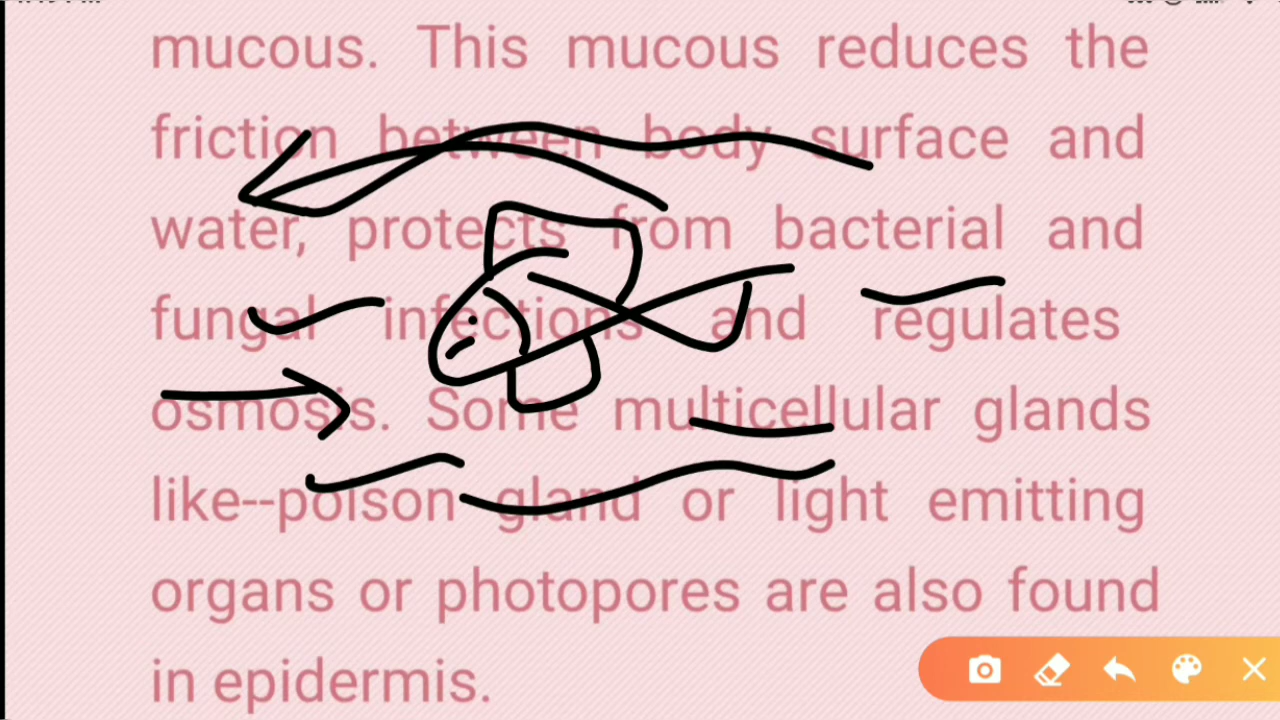 mucous. This mucous reduces the
friction between body surface and
water, protects from bacterial and
fungal infections and regulates
osmosis. Some multicellular glands
like--poison gland or light emitting
organs or photopores are also found
in epidermis.